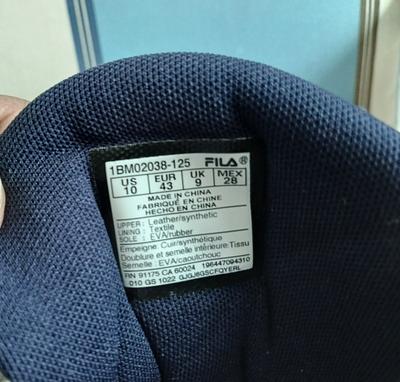 1BM02038-125 FILA®
US 10 EUR 43 UK 9 MEX 28
MADE IN CHINA
FABRIQUÉ EN CHINE
HECHO EN CHINA
UPPER : Leather/synthetic
LINING : Textile
SOLE : EVA/rubber
Empeigne: Cuir/synthétique
Doublure et semelle intérieure: Tissu
Semelle : EVA/caoutchouc
RN 91175 CA 60024 196447094310
010 GS 1022 GJGJ6GSCFQYERL